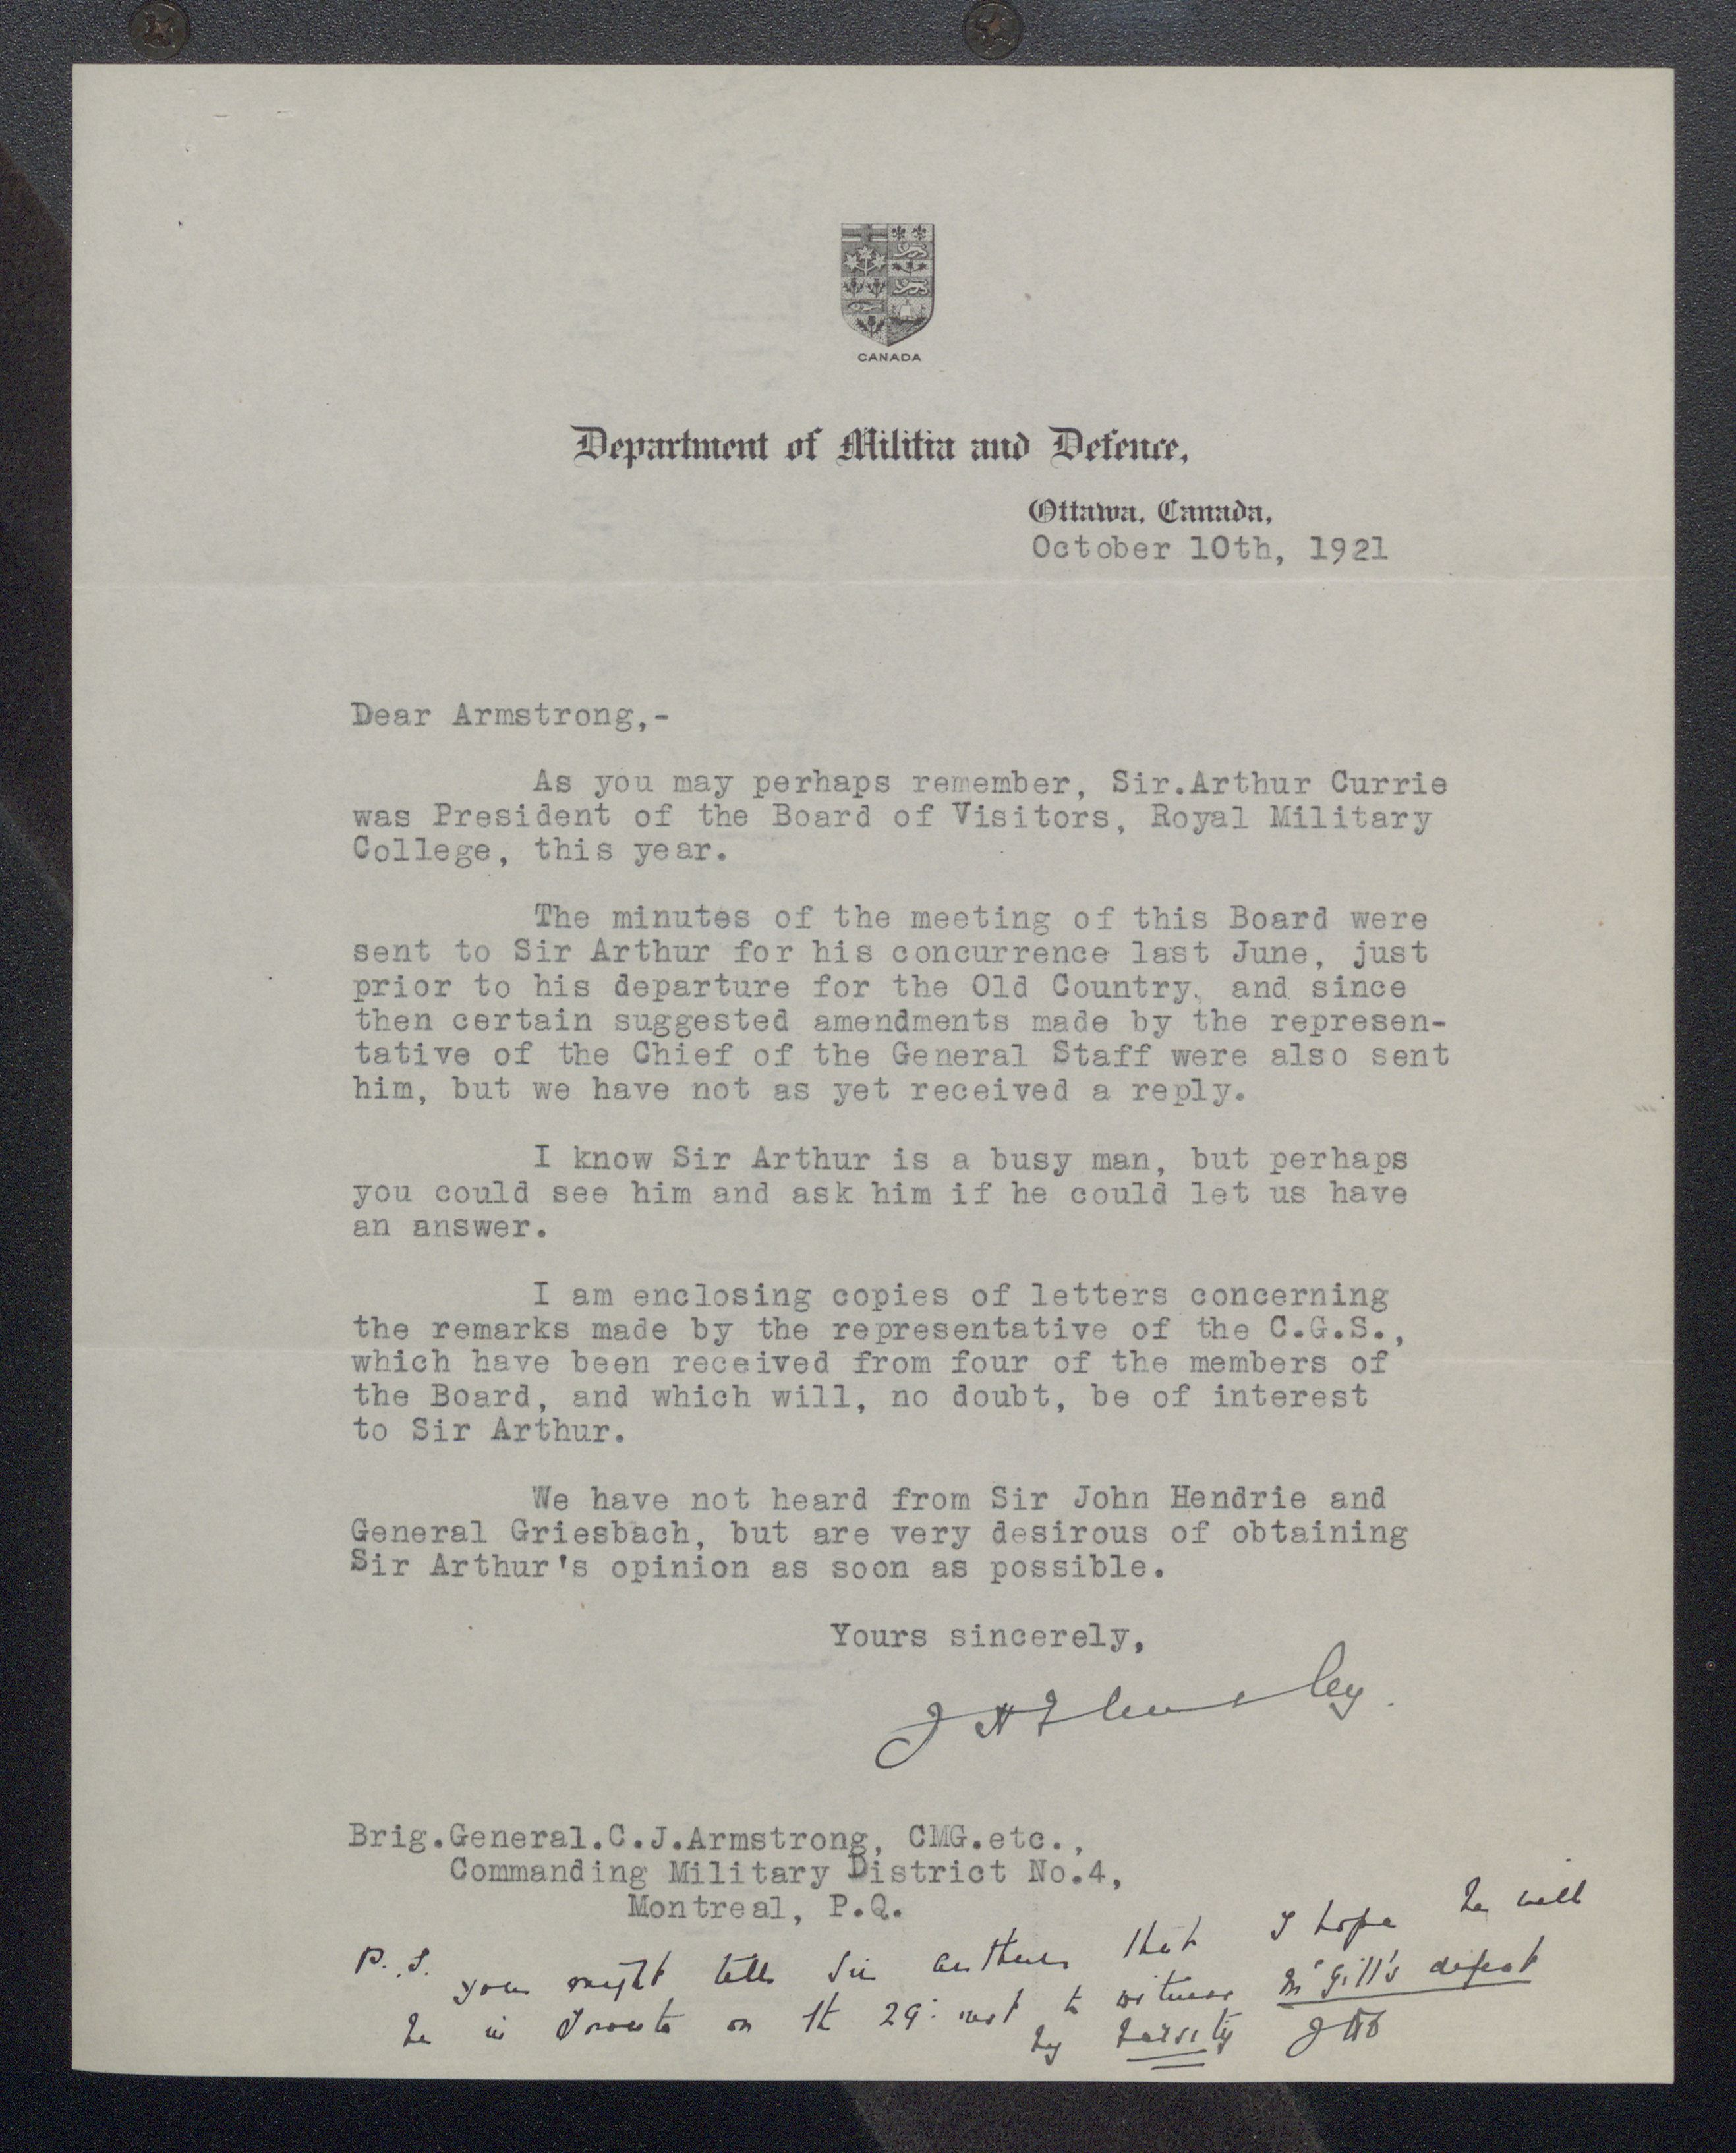 CANADA
Department of Militia and Defence,
Ottawa, Canada,
October 10th, 1921
Dear Armstrong,-
As you may perhaps remember, Sir.Arthur Currie
was President of the Board of Visitors, Royal Military
College, this year.
The minutes of the meeting of this Board were
sent to Sir Arthur for his concurrence last June, just
prior to his departure for the Old Country, and since
then certain suggested amendments made by the represen-
tative of the Chief of the General Staff were also sent
him, but we have not as yet received a reply.
I know Sir Arthur is a busy man, but perhaps
you could see him and ask him if he could let us have
an answer.
I am enclosing copies of letters concerning
the remarks made by the representative of the C.G.S.,
which have been received from four of the members of
the Board, and which will, no doubt, be of interest
to Sir Arthur.
We have not heard from Sir John Hendrie and
General Griesbach, but are very desirous of obtaining
Sir Arthur's opinion as soon as possible.
Yours sincerely,
Brig.General.C.J.Armstrong, CMG.etc.,
Commanding Military District No.4,
Montreal, P.Q.
P.S. you might tell Sir Arthur that I hope he will
be in Toronto on the 29: inst to witness McGill's defeat
by Varsity